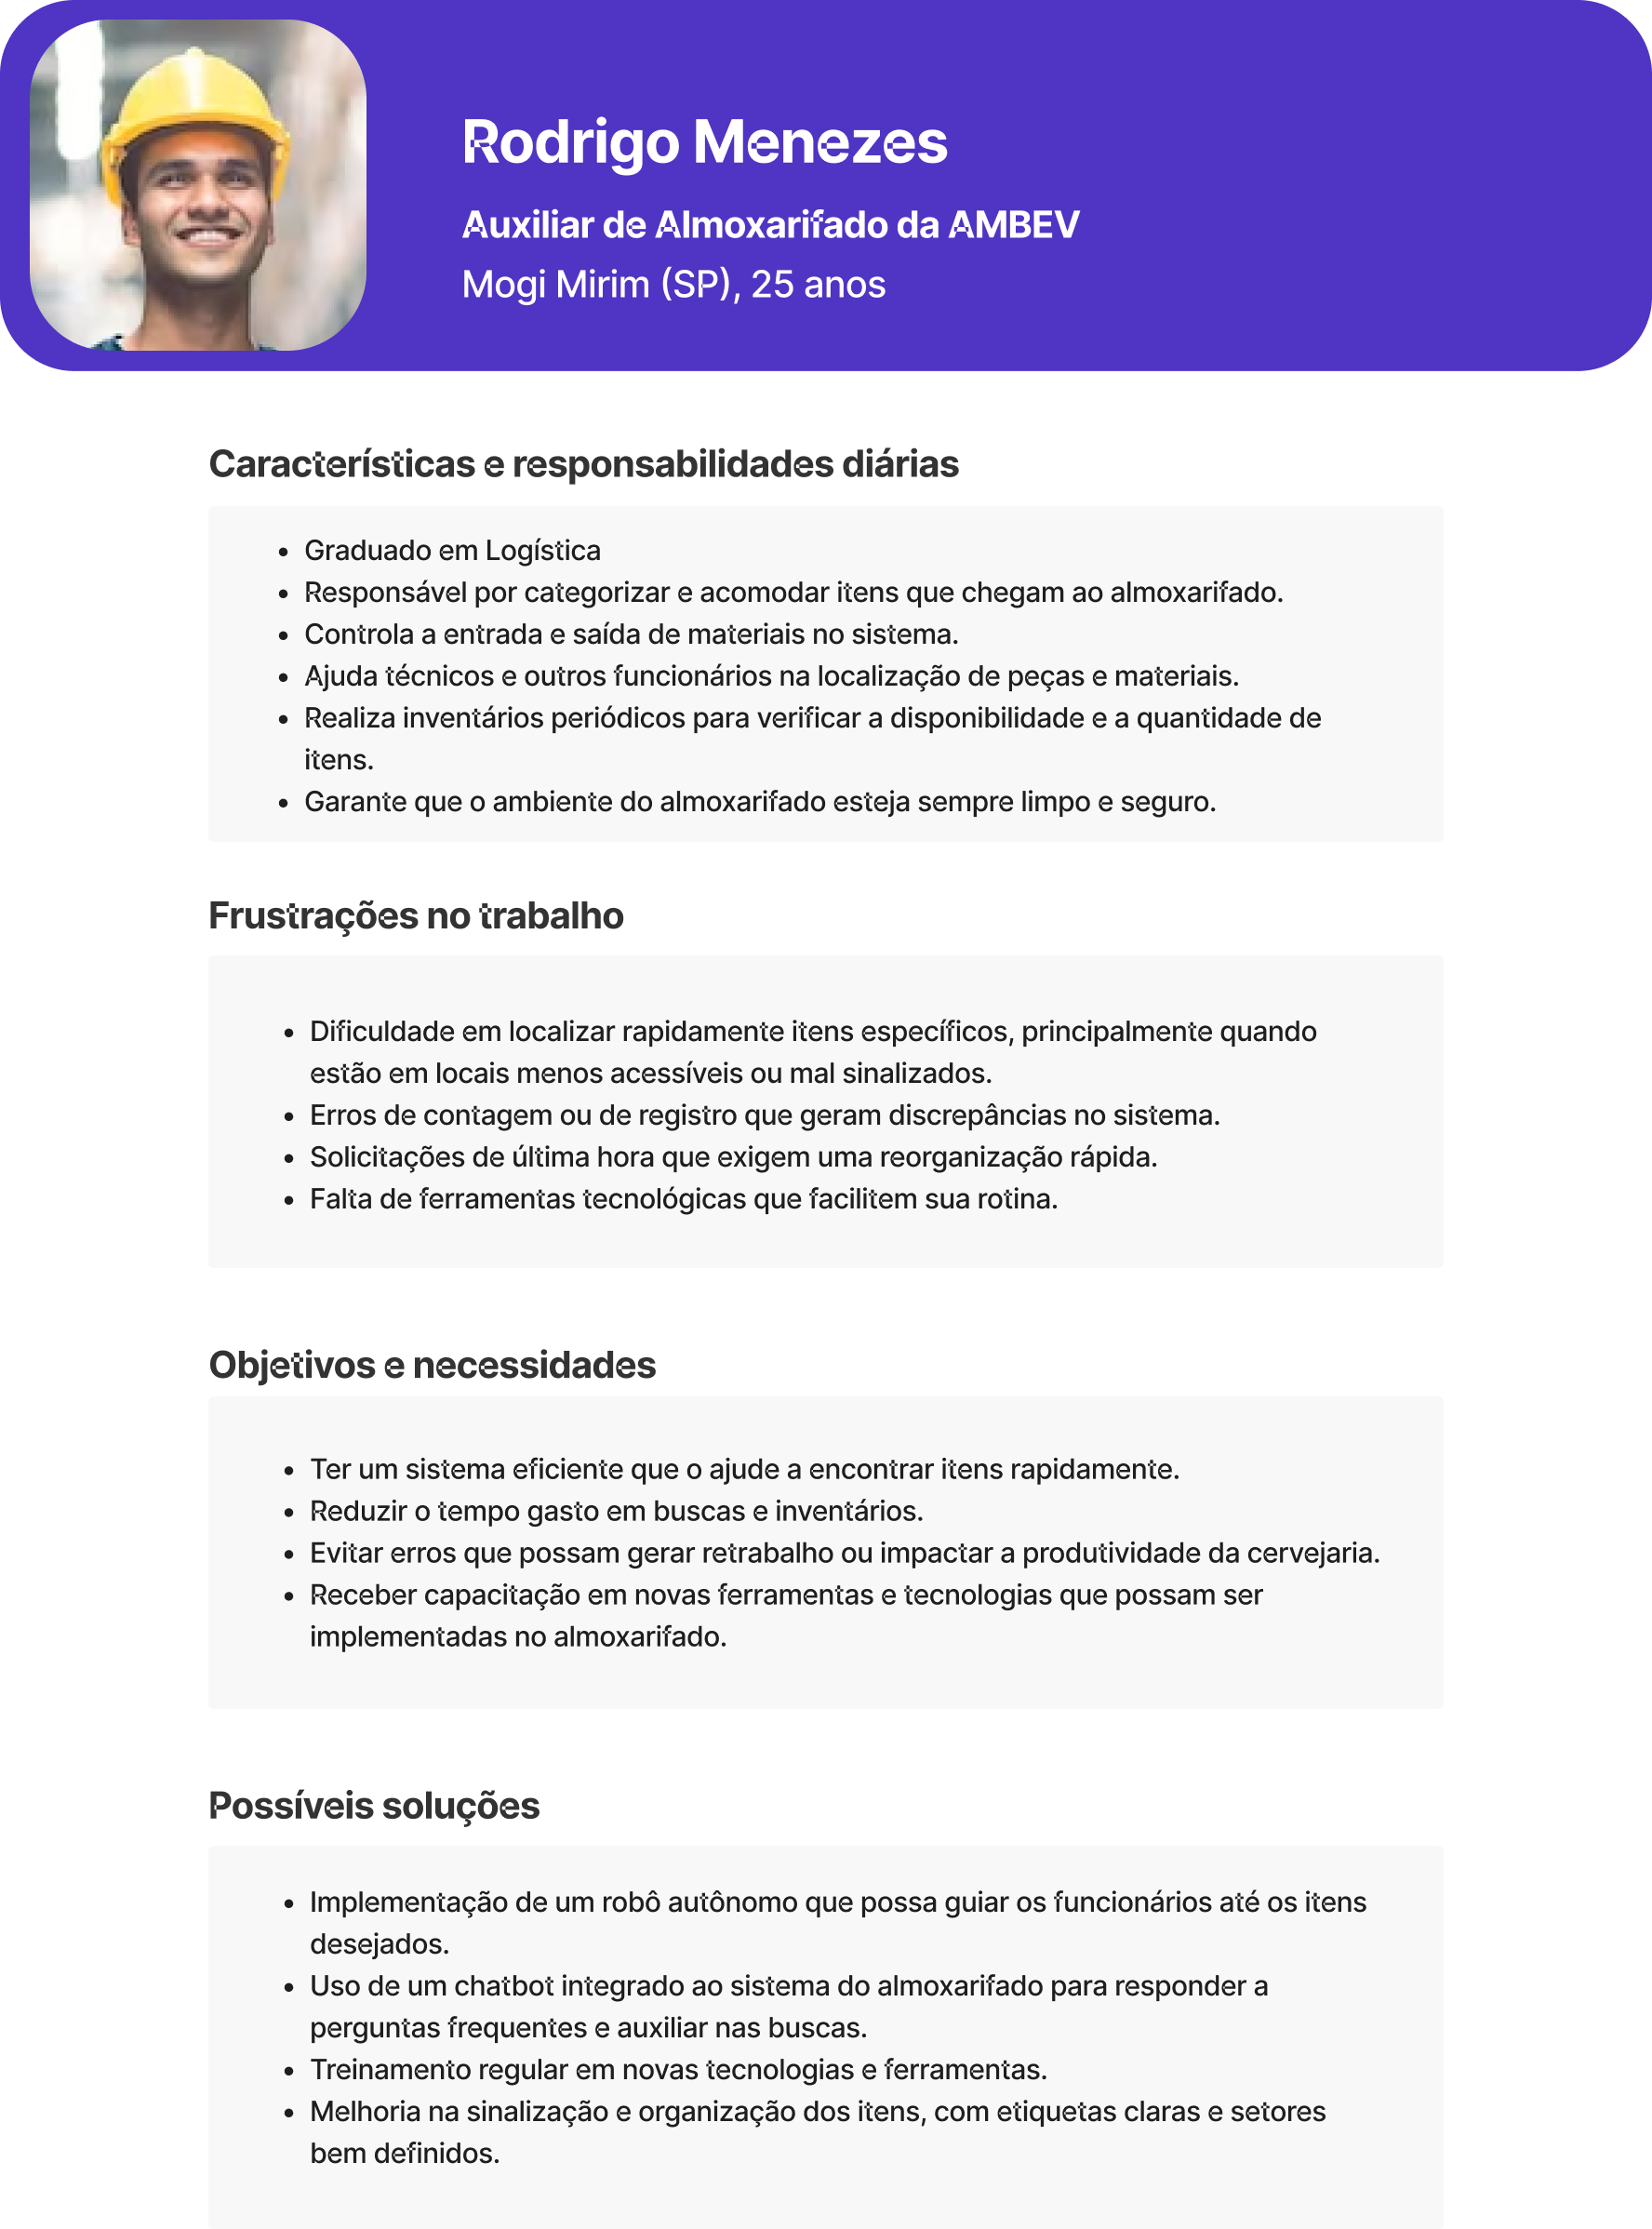 Rodrigo Menezes
Auxiliar de Almoxarifado da AMBEV
Mogi Mirim (SP), 25 anos
Características e responsabilidades diárias
• Graduado em Logística
• Responsável por categorizar e acomodar itens que chegam ao almoxarifado.
• Controla a entrada e saída de materiais no sistema.
• Ajuda técnicos e outros funcionários na localização de peças e materiais.
• Realiza inventários periódicos para verificar a disponibilidade e a quantidade de
itens.
• Garante que o ambiente do almoxarifado esteja sempre limpo e seguro.
Frustrações no trabalho
• Dificuldade em localizar rapidamente itens específicos, principalmente quando
estão em locais menos acessíveis ou mal sinalizados.
• Erros de contagem ou de registro que geram discrepâncias no sistema.
• Solicitações de última hora que exigem uma reorganização rápida.
• Falta de ferramentas tecnológicas que facilitem sua rotina.
Objetivos e necessidades
• Ter um sistema eficiente que o ajude a encontrar itens rapidamente.
• Reduzir o tempo gasto em buscas e inventários.
• Evitar erros que possam gerar retrabalho ou impactar a produtividade da cervejaria.
• Receber capacitação em novas ferramentas e tecnologias que possam ser
implementadas no almoxarifado.
Possíveis soluções
• Implementação de um robô autônomo que possa guiar os funcionários até os itens
desejados.
• Uso de um chatbot integrado ao sistema do almoxarifado para responder a
perguntas frequentes e auxiliar nas buscas.
• Treinamento regular em novas tecnologias e ferramentas.
• Melhoria na sinalização e organização dos itens, com etiquetas claras e setores
bem definidos.